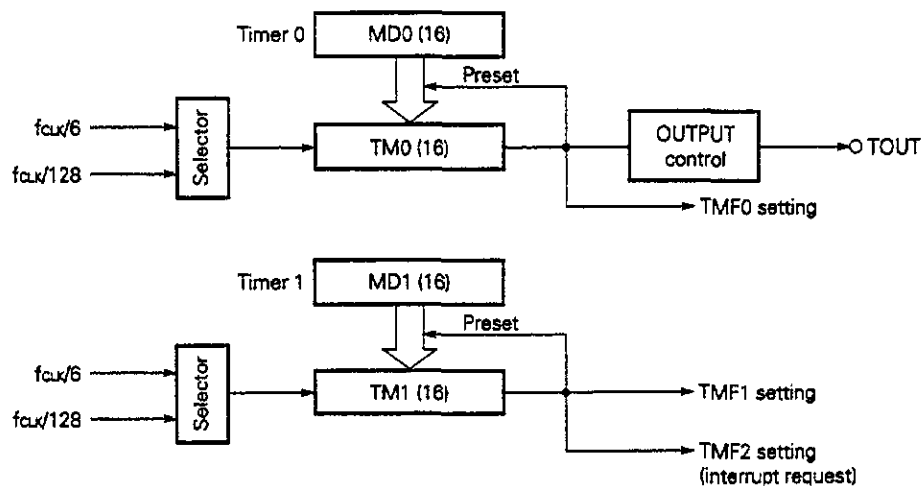 Timer 0
MD0 (16)
Preset
fCLK/6
fCLK/128
Selector
TM0 (16)
OUTPUT
control
TOUT
TMF0 setting
Timer 1
MD1 (16)
Preset
fCLK/6
fCLK/128
Selector
TM1 (16)
TMF1 setting
TMF2 setting
(interrupt request)